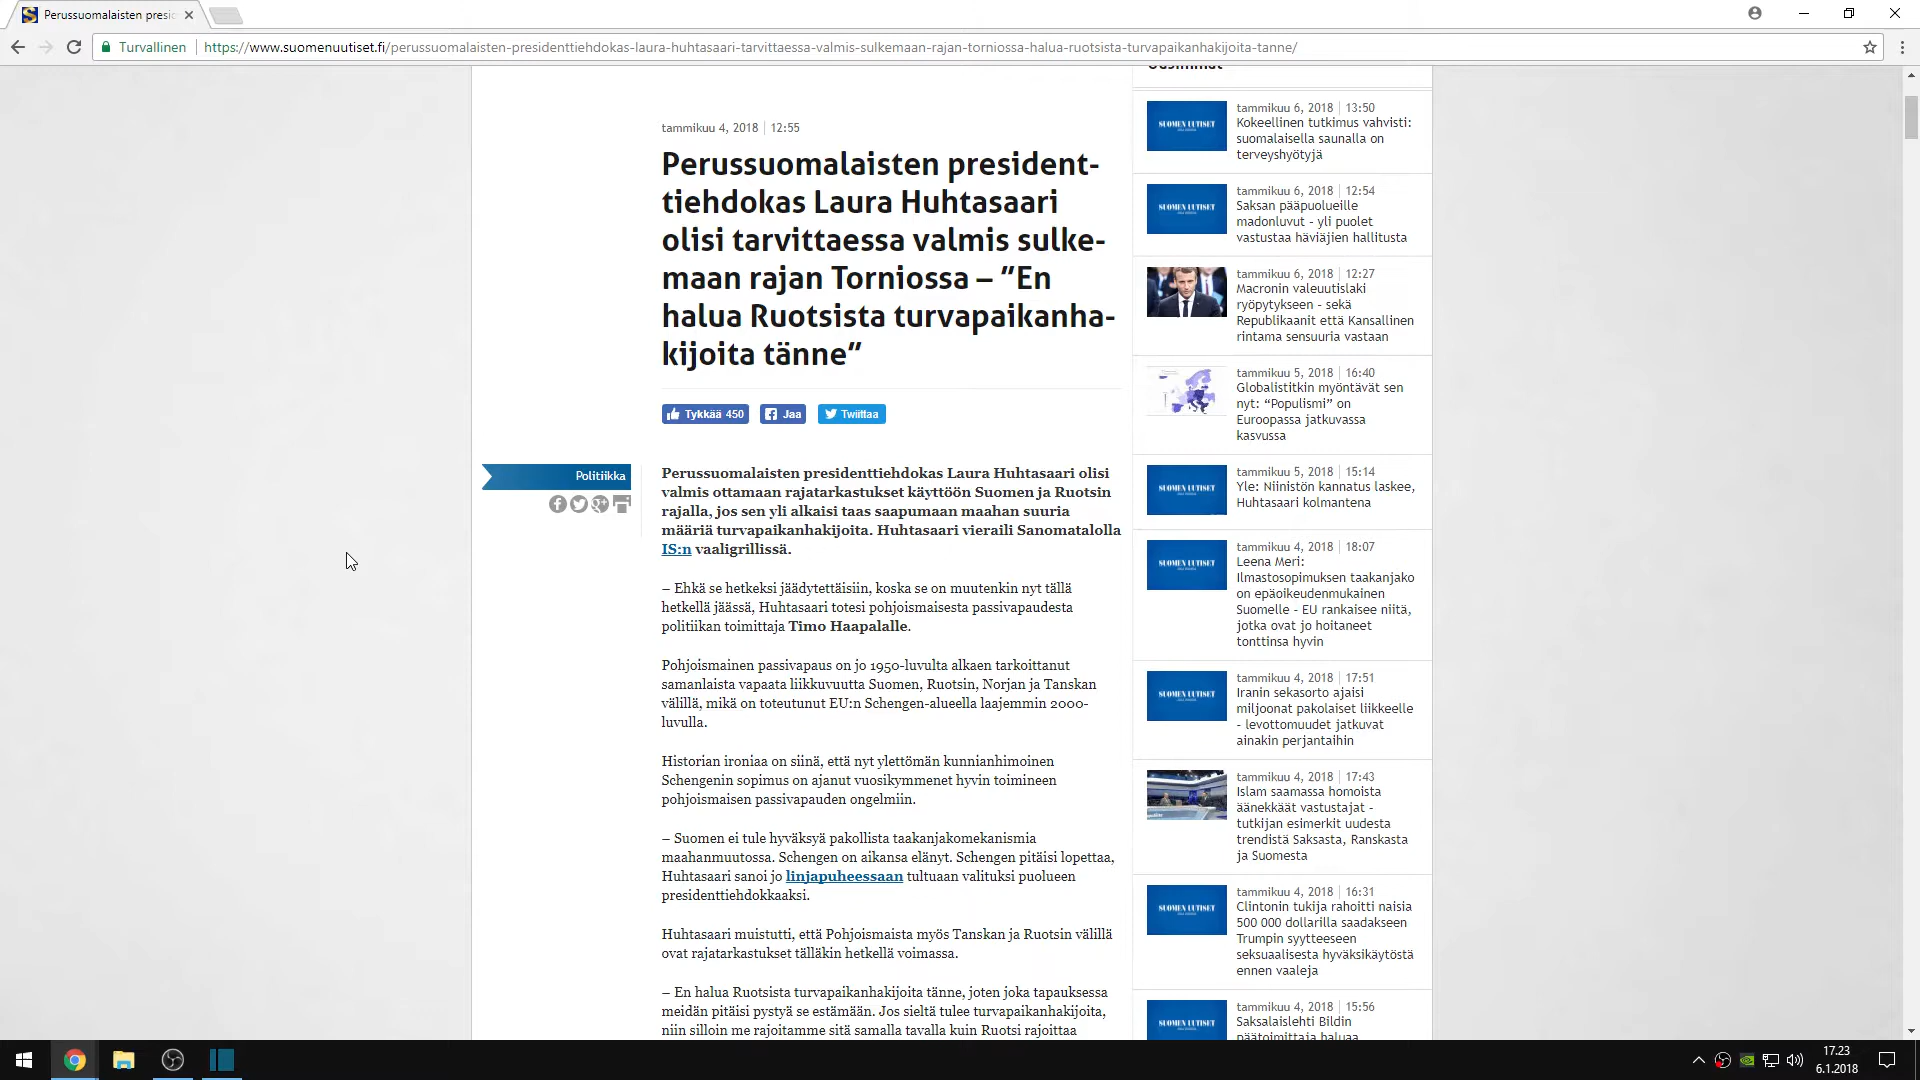 Perussuomalaisten presi
Turvallinen
https://www.suomenuutiset.fi/perussuomalaisten-presidenttiehdokas-laura-huhtasaari-tarvittaessa-valmis-sulkemaan-rajan-torniossa-halua-ruotsista-turvapaikanhakijoita-tanne/
tammikuu 4, 2018 | 12:55
Perussuomalaisten president-
tiehdokas Laura Huhtasaari
olisi tarvittaessa valmis sulke-
maan rajan Torniossa – ”En
halua Ruotsista turvapaikanha-
kijoita tänne”
Tykkää 450
Jaa
Twiittaa
Politiikka
Perussuomalaisten presidenttiehdokas Laura Huhtasaari olisi
valmis ottamaan rajatarkastukset käyttöön Suomen ja Ruotsin
rajalla, jos sen yli alkaisi taas saapumaan maahan suuria
määriä turvapaikanhakijoita. Huhtasaari vieraili Sanomatalolla
IS:n vaaligrillissä.
– Ehkä se hetkeksi jäädytettäisiin, koska se on muutenkin nyt tällä
hetkellä jäässä, Huhtasaari totesi pohjoismaisesta passivapaudesta
politiikan toimittaja Timo Haapalalle.
Pohjoismainen passivapaus on jo 1950-luvulta alkaen tarkoittanut
samanlaista vapaata liikkuvuutta Suomen, Ruotsin, Norjan ja Tanskan
välillä, mikä on toteutunut EU:n Schengen-alueella laajemmin 2000-
luvulla.
Historian ironiaa on siinä, että nyt ylettömän kunnianhimoinen
Schengenin sopimus on ajanut vuosikymmenet hyvin toimineen
pohjoismaisen passivapauden ongelmiin.
– Suomen ei tule hyväksyä pakollista taakanjakomekanismia
maahanmuutossa. Schengen on aikansa elänyt. Schengen pitäisi lopettaa,
Huhtasaari sanoi jo linjapuheessaan tultuaan valituksi puolueen
presidenttiehdokkaaksi.
Huhtasaari muistutti, että Pohjoismaista myös Tanskan ja Ruotsin välillä
ovat rajatarkastukset tälläkin hetkellä voimassa.
– En halua Ruotsista turvapaikanhakijoita tänne, joten joka tapauksessa
meidän pitäisi pystyä se estämään. Jos sieltä tulee turvapaikanhakijoita,
niin silloin me rajoitamme sitä samalla tavalla kuin Ruotsi rajoittaa
Uusimmat
SUOMEN UUTISET
tammikuu 6, 2018 | 13:50
Kokeellinen tutkimus vahvisti:
suomalaisella saunalla on
terveyshyötyjä
SUOMEN UUTISET
tammikuu 6, 2018 | 12:54
Saksan pääpuolueille
madonluvut - yli puolet
vastustaa häviäjien hallitusta
tammikuu 6, 2018 | 12:27
Macronin valeuutislaki
ryöpytykseen - sekä
Republikaanit että Kansallinen
rintama sensuuria vastaan
tammikuu 5, 2018 | 16:40
Globalistitkin myöntävät sen
nyt: “Populismi” on
Euroopassa jatkuvassa
kasvussa
SUOMEN UUTISET
tammikuu 5, 2018 | 15:14
Yle: Niinistön kannatus laskee,
Huhtasaari kolmantena
SUOMEN UUTISET
tammikuu 4, 2018 | 18:07
Leena Meri:
Ilmastosopimuksen taakanjako
on epäoikeudenmukainen
Suomelle - EU rankaisee niitä,
jotka ovat jo hoitaneet
tonttinsa hyvin
SUOMEN UUTISET
tammikuu 4, 2018 | 17:51
Iranin sekasorto ajaisi
miljoonat pakolaiset liikkeelle
- levottomuudet jatkuvat
ainakin perjantaihin
tammikuu 4, 2018 | 17:43
Islam saamassa homoista
äänekkäät vastustajat -
tutkijan esimerkit uudesta
trendistä Saksasta, Ranskasta
ja Suomesta
SUOMEN UUTISET
tammikuu 4, 2018 | 16:31
Clintonin tukija rahoitti naisia
500 000 dollarilla saadakseen
Trumpin syytteeseen
seksuaalisesta hyväksikäytöstä
ennen vaaleja
SUOMEN UUTISET
tammikuu 4, 2018 | 15:56
Saksalaislehti Bildin
päätoimittaja haluaa
17.23
6.1.2018